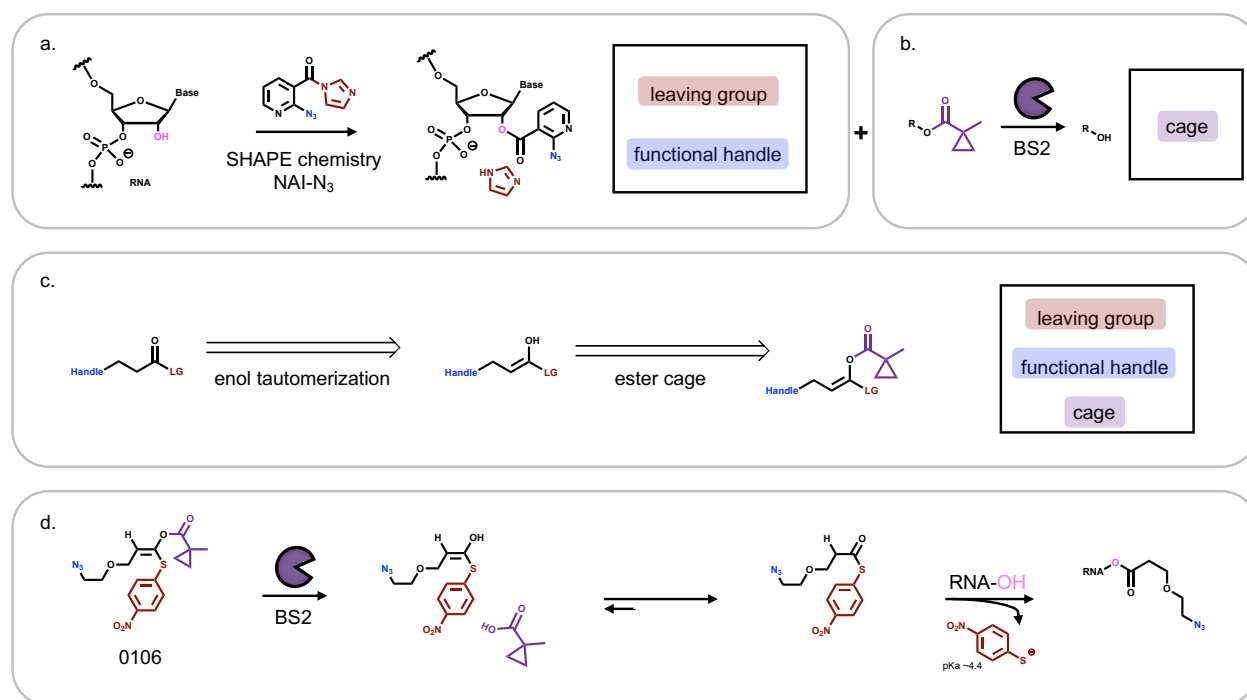 a.
O
O
Base
O
OH
O
P
O
O
⊖
RNA
O
N
N
N
N₃
SHAPE chemistry
NAI-N₃
O
O
Base
O
O
O
P
O
O
⊖
O
N
N₃
HN
N
leaving group
functional handle
+
b.
O
R
O
BS2
R
OH
cage
c.
O
Handle
LG
enol tautomerization
OH
Handle
LG
ester cage
O
O
Handle
LG
leaving group
functional handle
cage
d.
H
O
O
N₃
O
S
O₂N
0106
BS2
H
OH
N₃
O
S
O₂N
O
HO
H
O
N₃
O
S
O₂N
RNA-OH
O₂N
S
⊖
pKa ~4.4
RNA
O
O
O
N₃